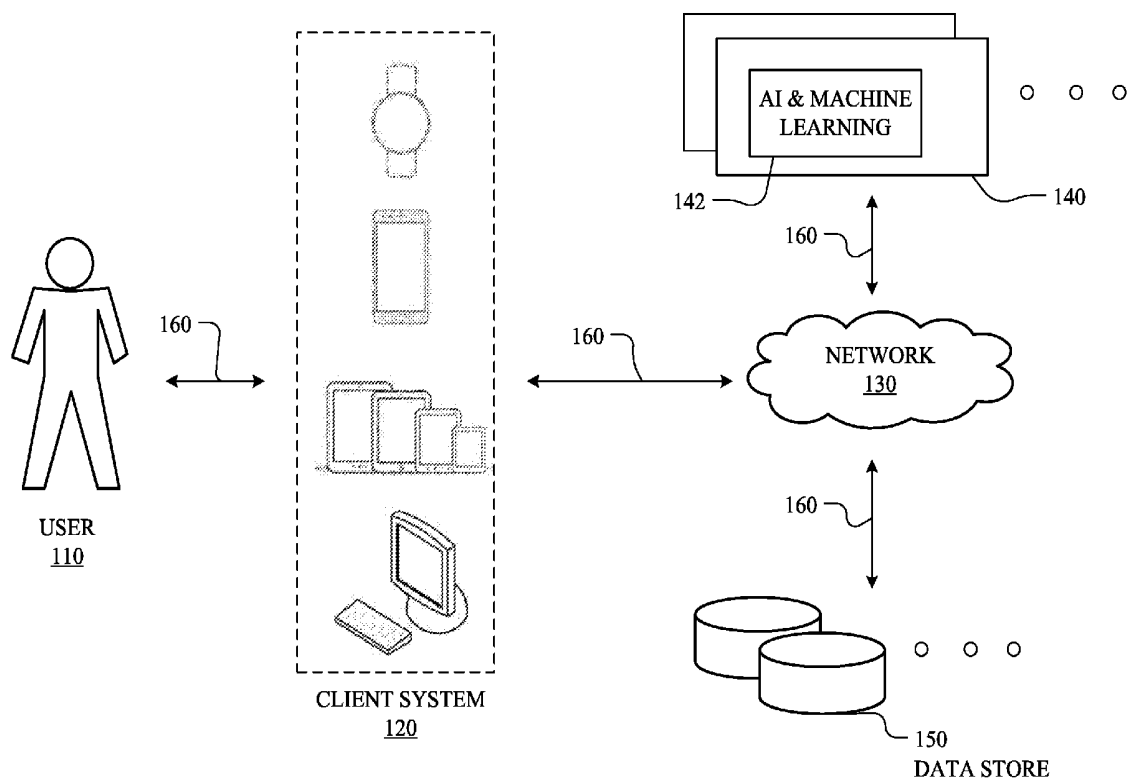 AI & MACHINE
LEARNING
142
140
160
160
160
NETWORK
130
160
USER
110
CLIENT SYSTEM
120
150
DATA STORE